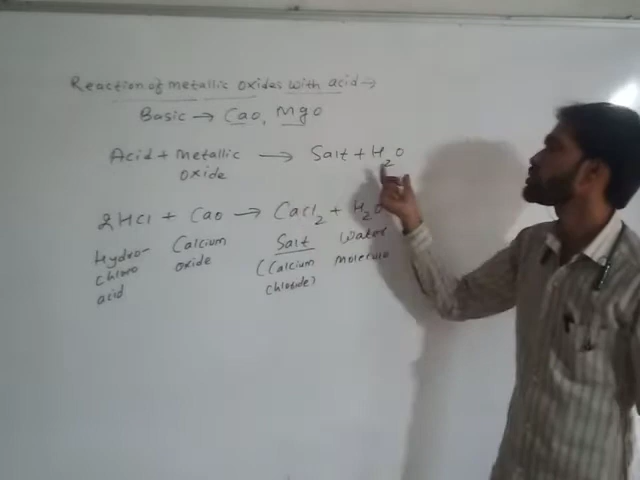 Reaction of metallic oxides with acid →
Basic → Cao, MgO
Acid + metallic → Salt + H₂O
oxide
2HCl + Cao → CaCl₂ + H₂O
Hydro- Calcium Salt Water
chloro oxide (Calcium molecule
acid chloride)